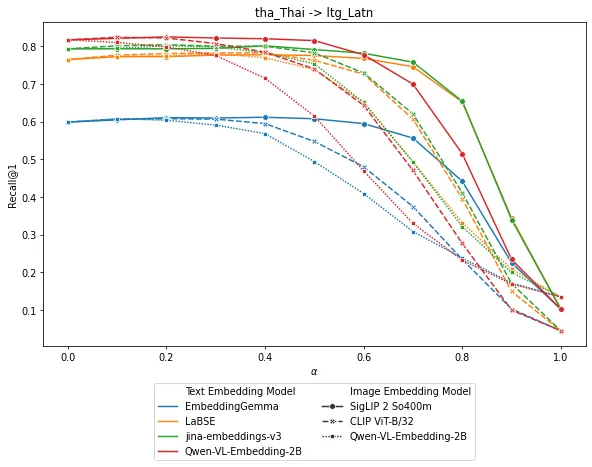 tha_Thai -> ltg_Latn
Recall@1
0.8
0.7
0.6
0.5
0.4
0.3
0.2
0.1
0.0 0.2 0.4 0.6 0.8 1.0
α
Text Embedding Model
EmbeddingGemma
LaBSE
jina-embeddings-v3
Qwen-VL-Embedding-2B
Image Embedding Model
SigLIP 2 So400m
CLIP ViT-B/32
Qwen-VL-Embedding-2B